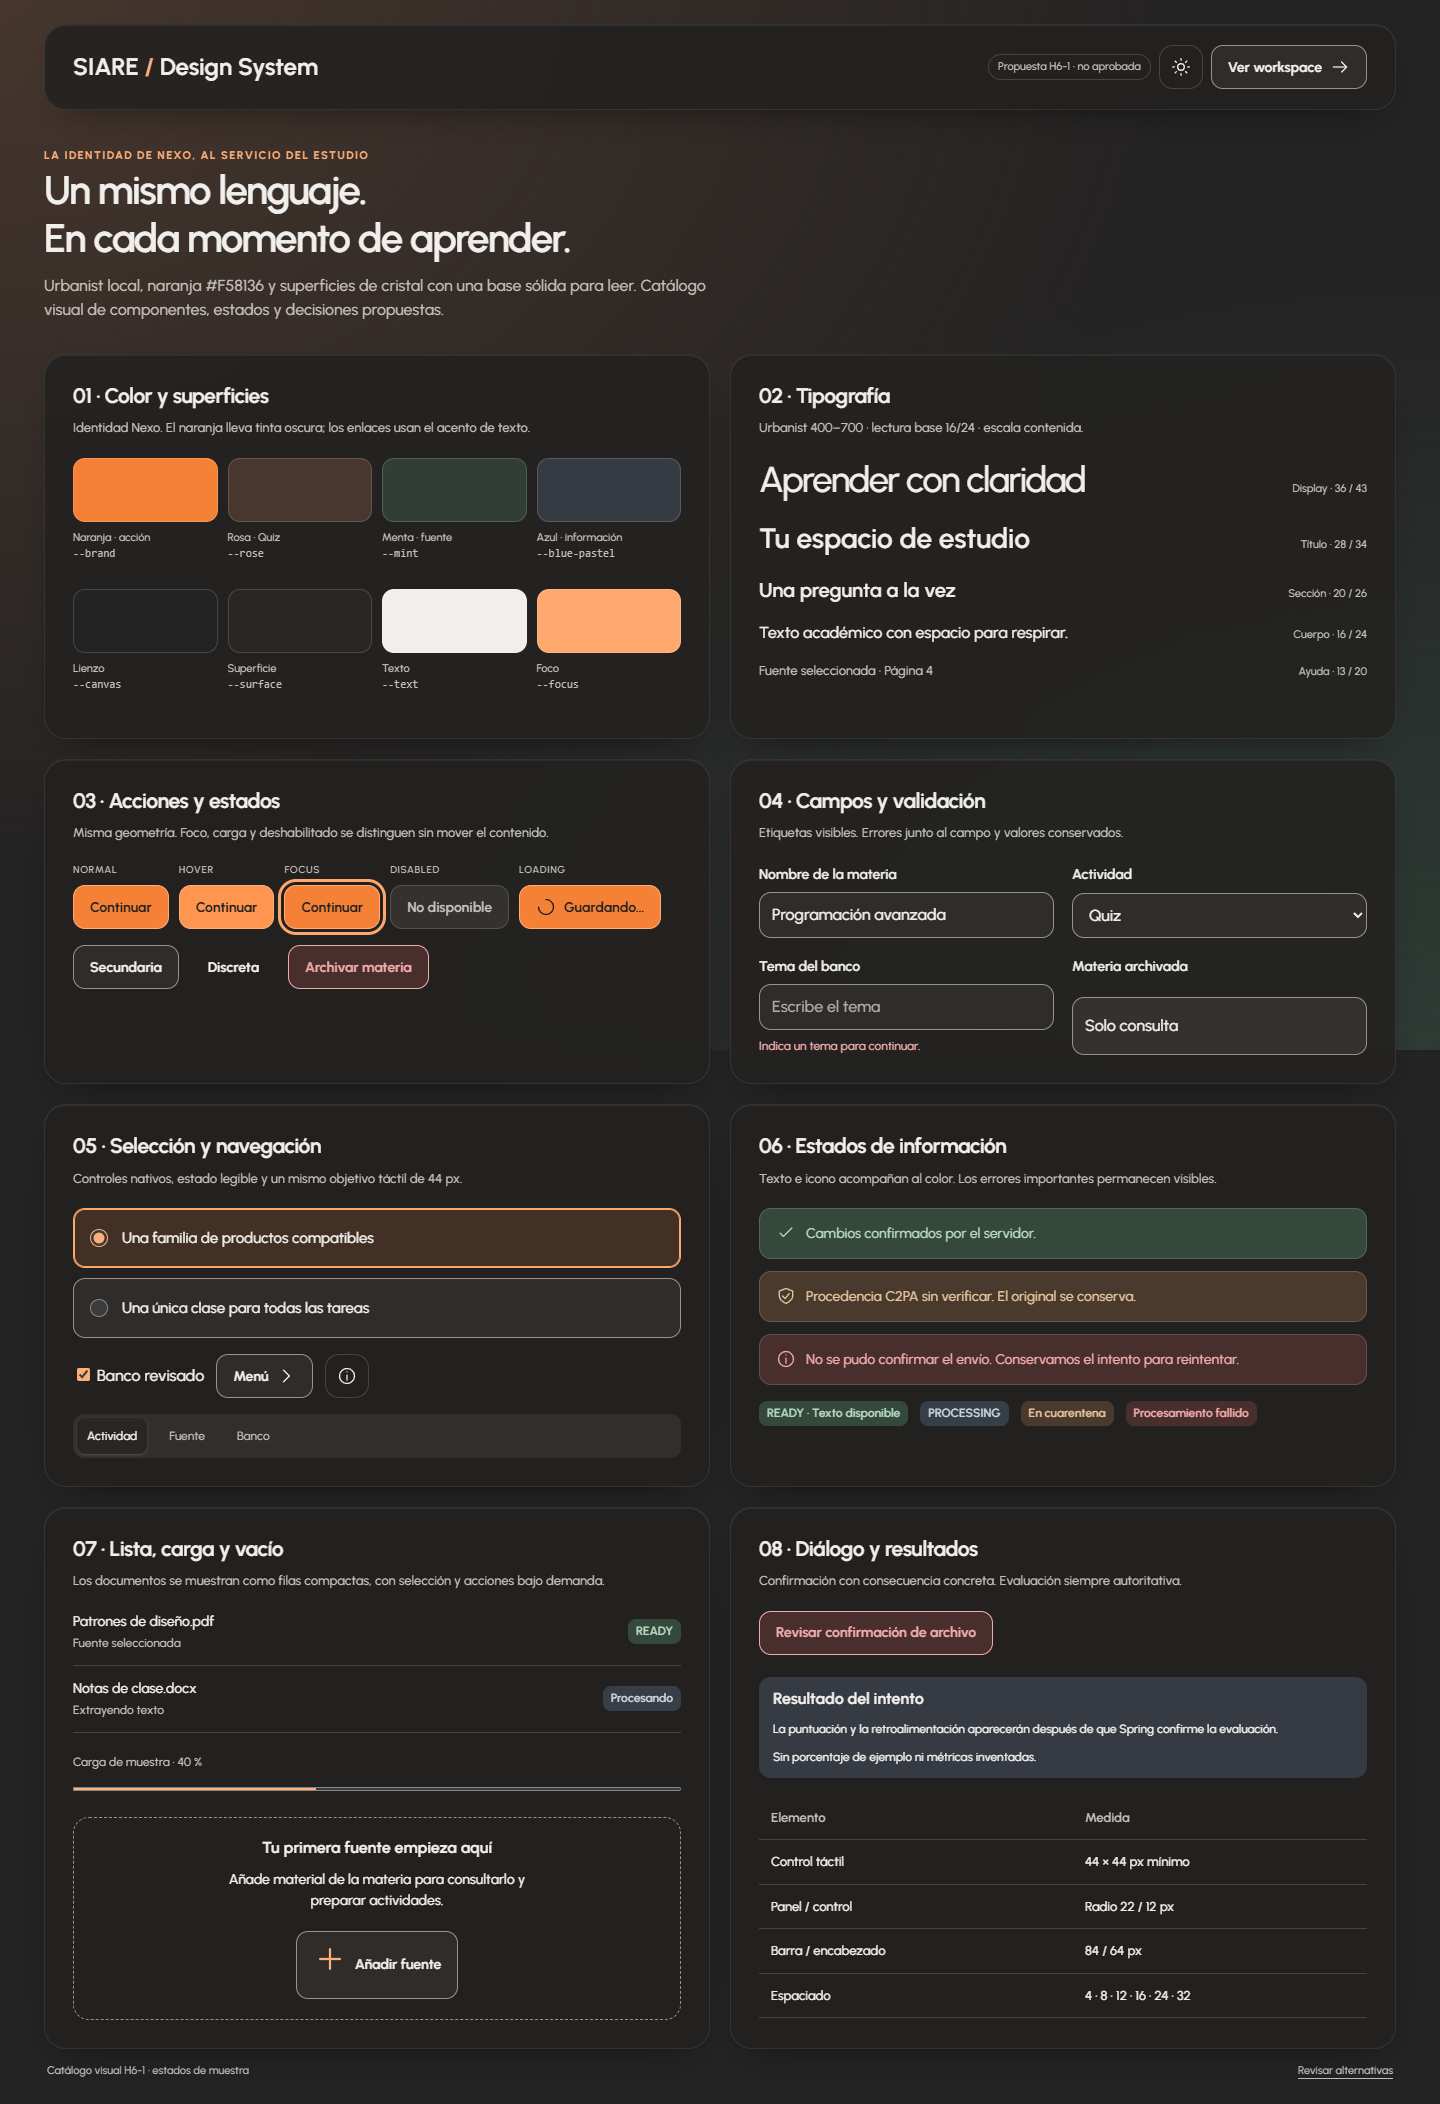 SIARE / Design System
Propuesta H6-1 · no aprobada
Ver workspace
LA IDENTIDAD DE NEXO, AL SERVICIO DEL ESTUDIO
Un mismo lenguaje.
En cada momento de aprender.
Urbanist local, naranja #F58136 y superficies de cristal con una base sólida para leer. Catálogo
visual de componentes, estados y decisiones propuestas.
01 · Color y superficies
Identidad Nexo. El naranja lleva tinta oscura; los enlaces usan el acento de texto.
Naranja · acción
--brand
Rosa · Quiz
--rose
Menta · fuente
--mint
Azul · información
--blue-pastel
Lienzo
--canvas
Superficie
--surface
Texto
--text
Foco
--focus
02 · Tipografía
Urbanist 400–700 · lectura base 16/24 · escala contenida.
Aprender con claridad
Display · 36 / 43
Tu espacio de estudio
Título · 28 / 34
Una pregunta a la vez
Sección · 20 / 26
Texto académico con espacio para respirar.
Cuerpo · 16 / 24
Fuente seleccionada · Página 4
Ayuda · 13 / 20
03 · Acciones y estados
Misma geometría. Foco, carga y deshabilitado se distinguen sin mover el contenido.
NORMAL
HOVER
FOCUS
DISABLED
LOADING
Continuar
Continuar
Continuar
No disponible
Guardando…
Secundaria
Discreta
Archivar materia
04 · Campos y validación
Etiquetas visibles. Errores junto al campo y valores conservados.
Nombre de la materia
Programación avanzada
Actividad
Quiz
Tema del banco
Escribe el tema
Indica un tema para continuar.
Materia archivada
Solo consulta
05 · Selección y navegación
Controles nativos, estado legible y un mismo objetivo táctil de 44 px.
Una familia de productos compatibles
Una única clase para todas las tareas
Banco revisado
Menú
Actividad
Fuente
Banco
06 · Estados de información
Texto e icono acompañan al color. Los errores importantes permanecen visibles.
Cambios confirmados por el servidor.
Procedencia C2PA sin verificar. El original se conserva.
No se pudo confirmar el envío. Conservamos el intento para reintentar.
READY · Texto disponible
PROCESSING
En cuarentena
Procesamiento fallido
07 · Lista, carga y vacío
Los documentos se muestran como filas compactas, con selección y acciones bajo demanda.
Patrones de diseño.pdf
Fuente seleccionada
READY
Notas de clase.docx
Extrayendo texto
Procesando
Carga de muestra · 40 %
Tu primera fuente empieza aquí
Añade material de la materia para consultarlo y
preparar actividades.
Añadir fuente
08 · Diálogo y resultados
Confirmación con consecuencia concreta. Evaluación siempre autoritativa.
Revisar confirmación de archivo
Resultado del intento
La puntuación y la retroalimentación aparecerán después de que Spring confirme la evaluación.
Sin porcentaje de ejemplo ni métricas inventadas.
Elemento
Medida
Control táctil
44 × 44 px mínimo
Panel / control
Radio 22 / 12 px
Barra / encabezado
84 / 64 px
Espaciado
4 · 8 · 12 · 16 · 24 · 32
Catálogo visual H6-1 · estados de muestra
Revisar alternativas